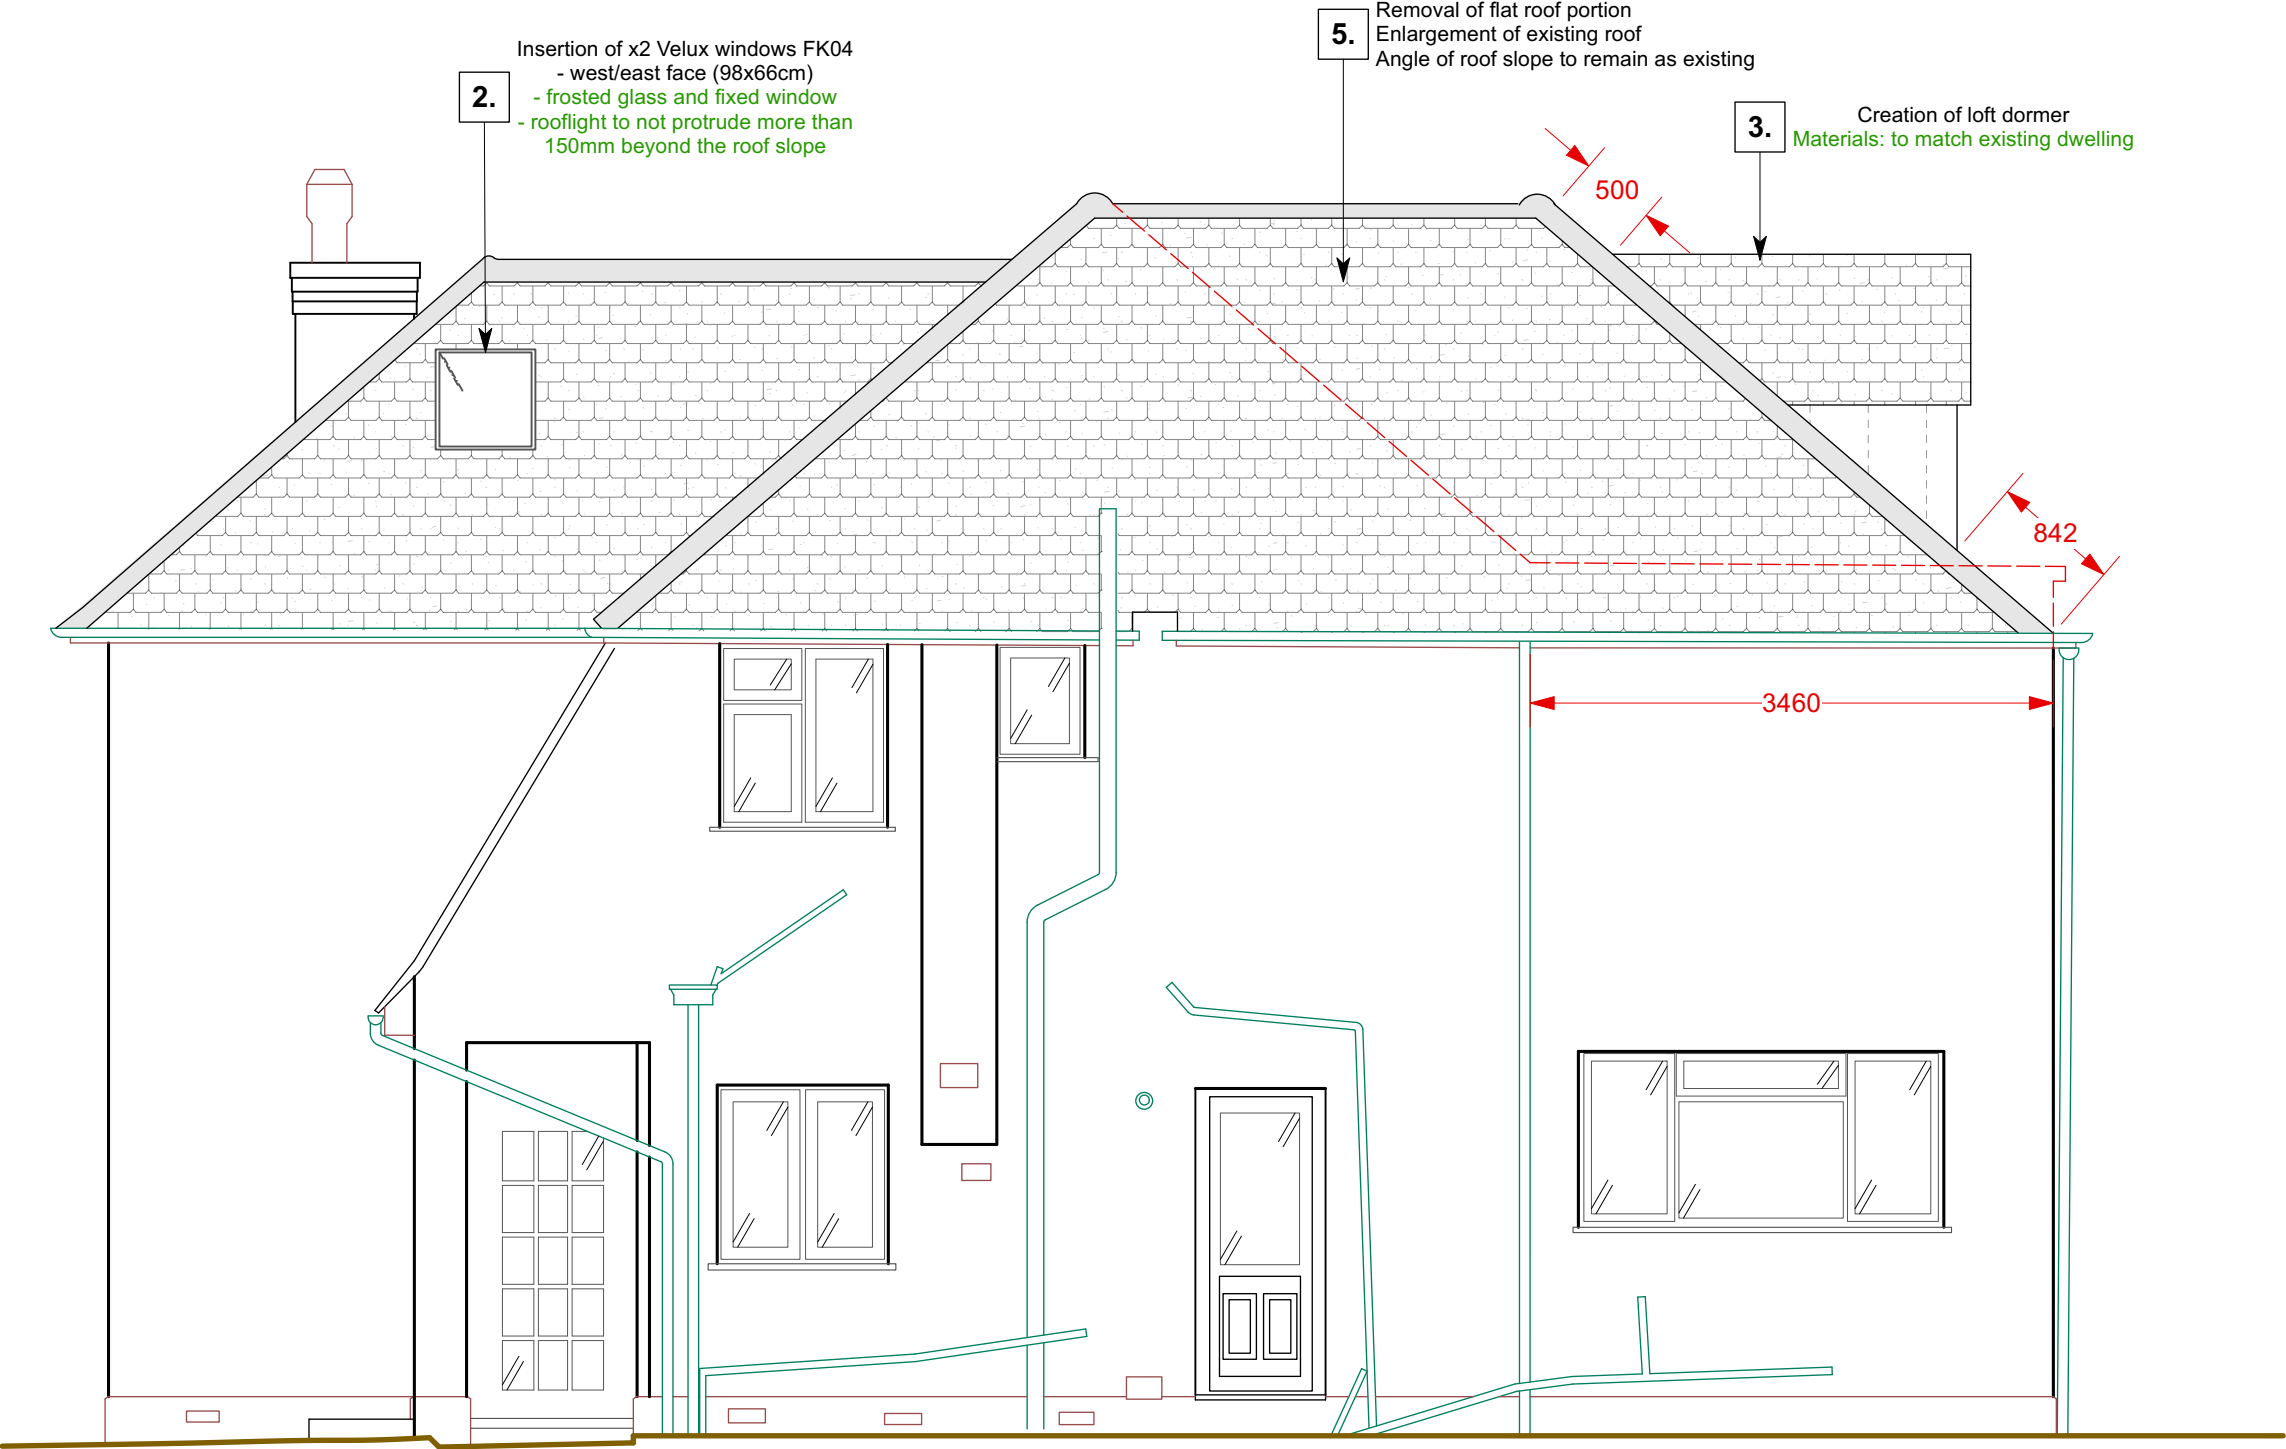 2.
Insertion of x2 Velux windows FK04
- west/east face (98x66cm)
- frosted glass and fixed window
- rooflight to not protrude more than
150mm beyond the roof slope
5.
Removal of flat roof portion
Enlargement of existing roof
Angle of roof slope to remain as existing
3.
Creation of loft dormer
Materials: to match existing dwelling
500
842
3460